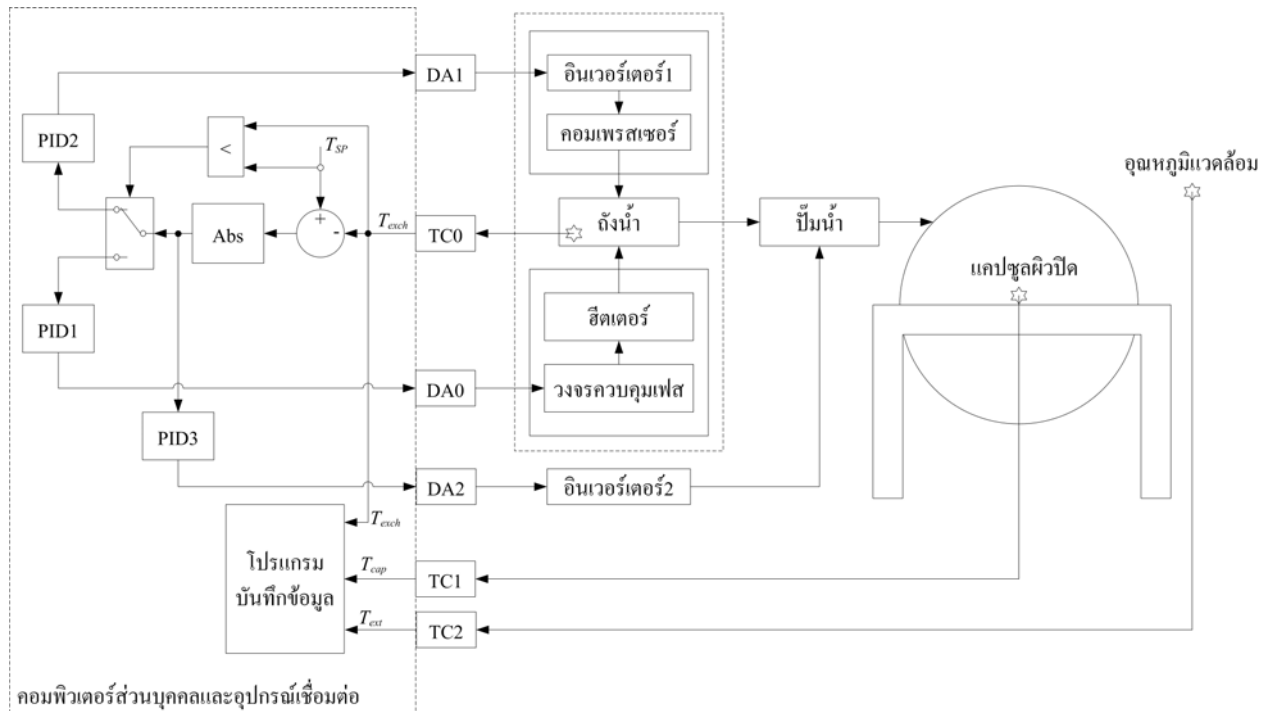 DA1
อินเวอร์เตอร์1
PID2
<
T_SP
คอมเพรสเซอร์
อุณหภูมิแวดล้อม
Abs
+
-
T_exch
TC0
ถังน้ำ
ปั๊มน้ำ
แคปซูลผิวปิด
PID1
ฮีตเตอร์
DA0
วงจรควบคุมเฟส
PID3
DA2
อินเวอร์เตอร์2
T_exch
โปรแกรม
บันทึกข้อมูล
T_cap
TC1
T_ext
TC2
คอมพิวเตอร์ส่วนบุคคลและอุปกรณ์เชื่อมต่อ